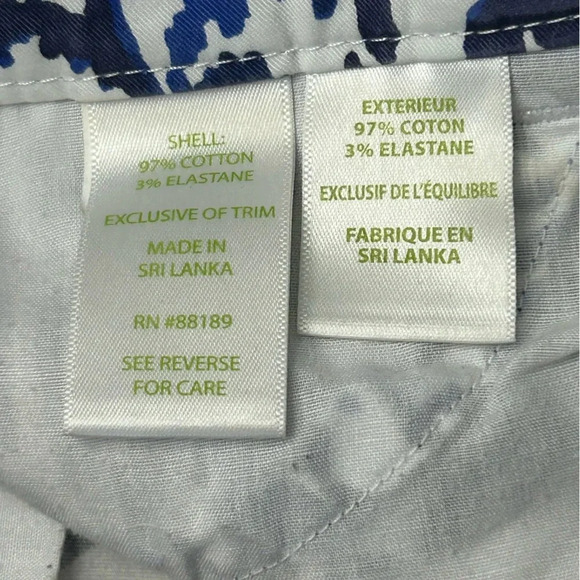 SHELL:
97% COTTON
3% ELASTANE
EXCLUSIVE OF TRIM
MADE IN
SRI LANKA
RN #88189
SEE REVERSE
FOR CARE
EXTERIEUR
97% COTON
3% ELASTANE
EXCLUSIF DE L'ÉQUILIBRE
FABRIQUE EN
SRI LANKA